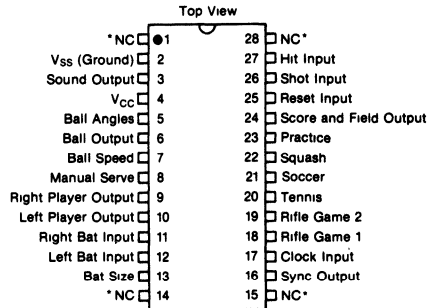 Top View
*NC 1 28 NC*
VSS (Ground) 2 27 Hit Input
Sound Output 3 26 Shot Input
VCC 4 25 Reset Input
Ball Angles 5 24 Score and Field Output
Ball Output 6 23 Practice
Ball Speed 7 22 Squash
Manual Serve 8 21 Soccer
Right Player Output 9 20 Tennis
Left Player Output 10 19 Rifle Game 2
Right Bat Input 11 18 Rifle Game 1
Left Bat Input 12 17 Clock Input
Bat Size 13 16 Sync Output
*NC 14 15 NC*